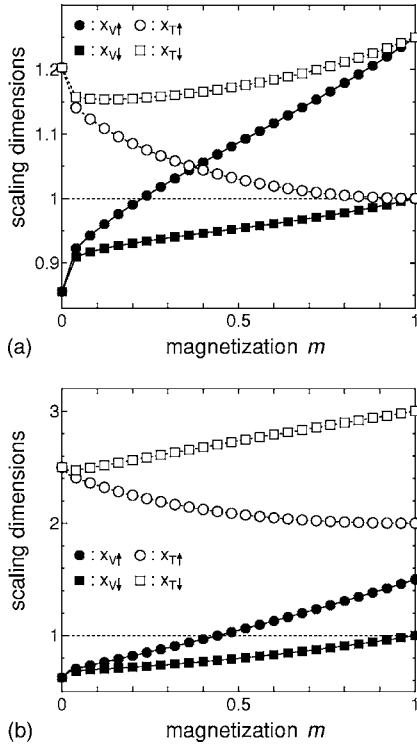 ● : x_V↑ ○ : x_T↑
■ : x_V↓ □ : x_T↓
scaling dimensions
1.2
1.1
1
0.9
0 0.5 1
(a) magnetization m
3
2
scaling dimensions
● : x_V↑ ○ : x_T↑
■ : x_V↓ □ : x_T↓
1
0 0.5 1
(b) magnetization m